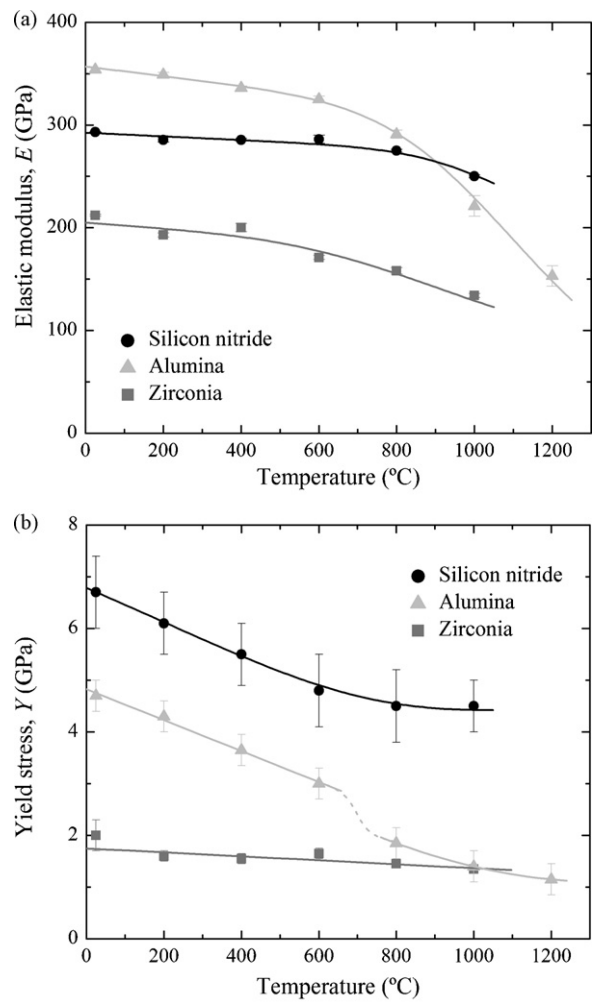 (a)
400
300
200
100
0
Elastic modulus, E (GPa)
Silicon nitride
Alumina
Zirconia
0 200 400 600 800 1000 1200
Temperature (ºC)
(b)
8
6
4
2
0
Yield stress, Y (GPa)
Silicon nitride
Alumina
Zirconia
0 200 400 600 800 1000 1200
Temperature (ºC)